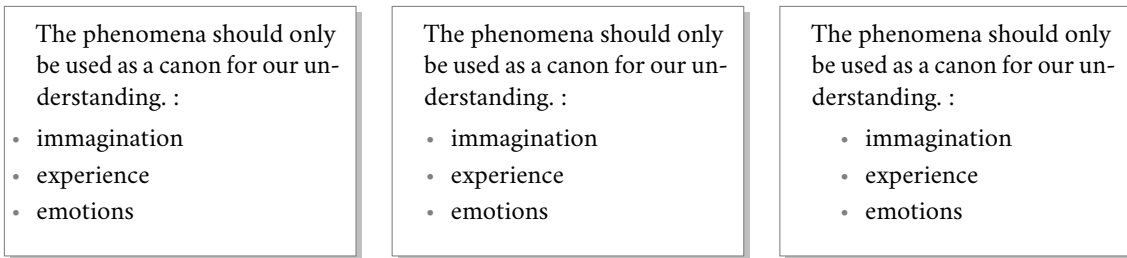 The phenomena should only
be used as a canon for our un-
derstanding. :
• immagination
• experience
• emotions
The phenomena should only
be used as a canon for our un-
derstanding. :
• immagination
• experience
• emotions
The phenomena should only
be used as a canon for our un-
derstanding. :
• immagination
• experience
• emotions